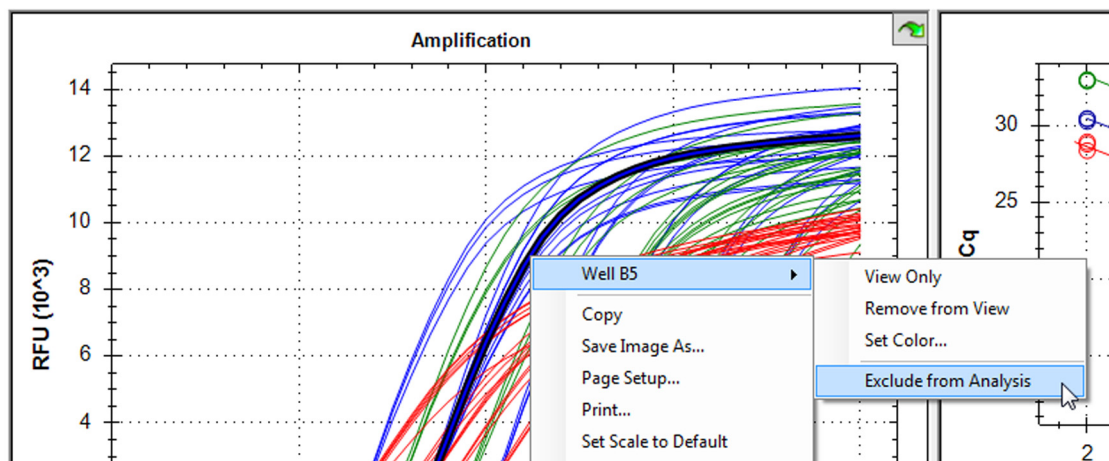 Amplification
14
12
10
8
6
4
RFU (10^3)
Well B5
Copy
Save Image As...
Page Setup...
Print...
Set Scale to Default
View Only
Remove from View
Set Color...
Exclude from Analysis
30
25
Cq
2